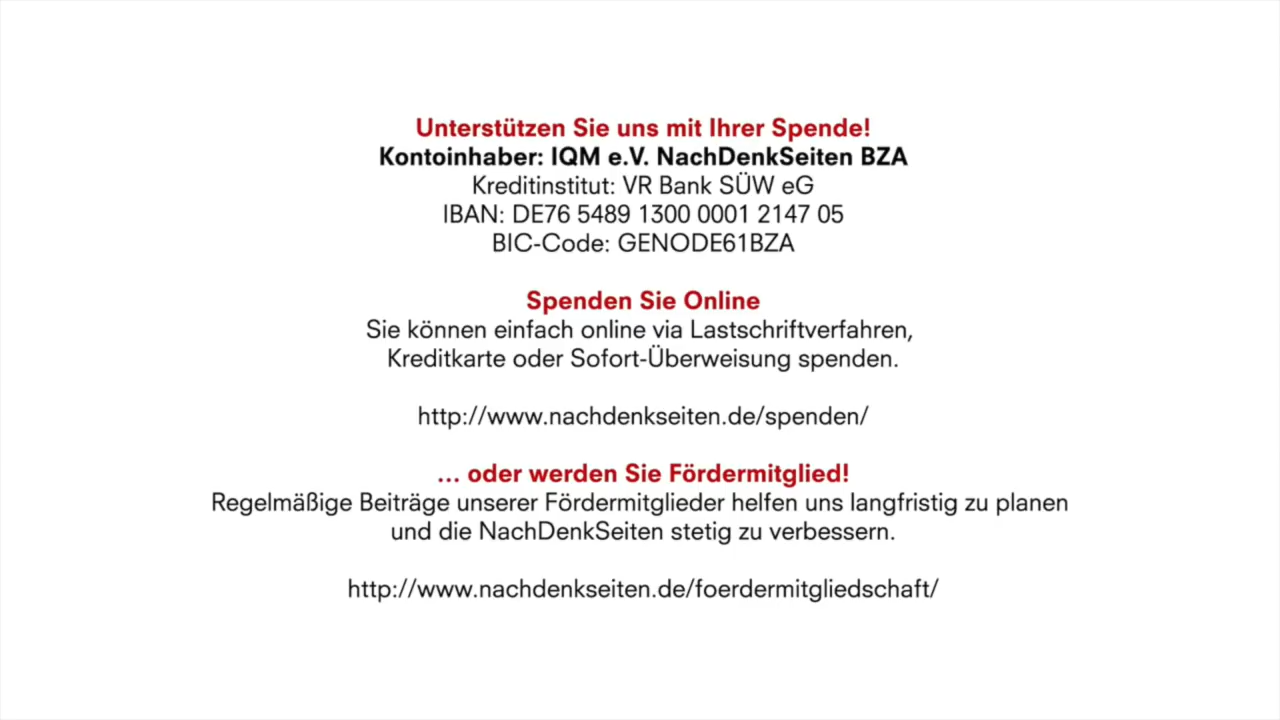 Unterstützen Sie uns mit Ihrer Spende!
Kontoinhaber: IQM e.V. NachDenkSeiten BZA
Kreditinstitut: VR Bank SÜW eG
IBAN: DE76 5489 1300 0001 2147 05
BIC-Code: GENODE61BZA
Spenden Sie Online
Sie können einfach online via Lastschriftverfahren,
Kreditkarte oder Sofort-Überweisung spenden.
http://www.nachdenkseiten.de/spenden/
... oder werden Sie Fördermitglied!
Regelmäßige Beiträge unserer Fördermitglieder helfen uns langfristig zu planen
und die NachDenkSeiten stetig zu verbessern.
http://www.nachdenkseiten.de/foerdermitgliedschaft/